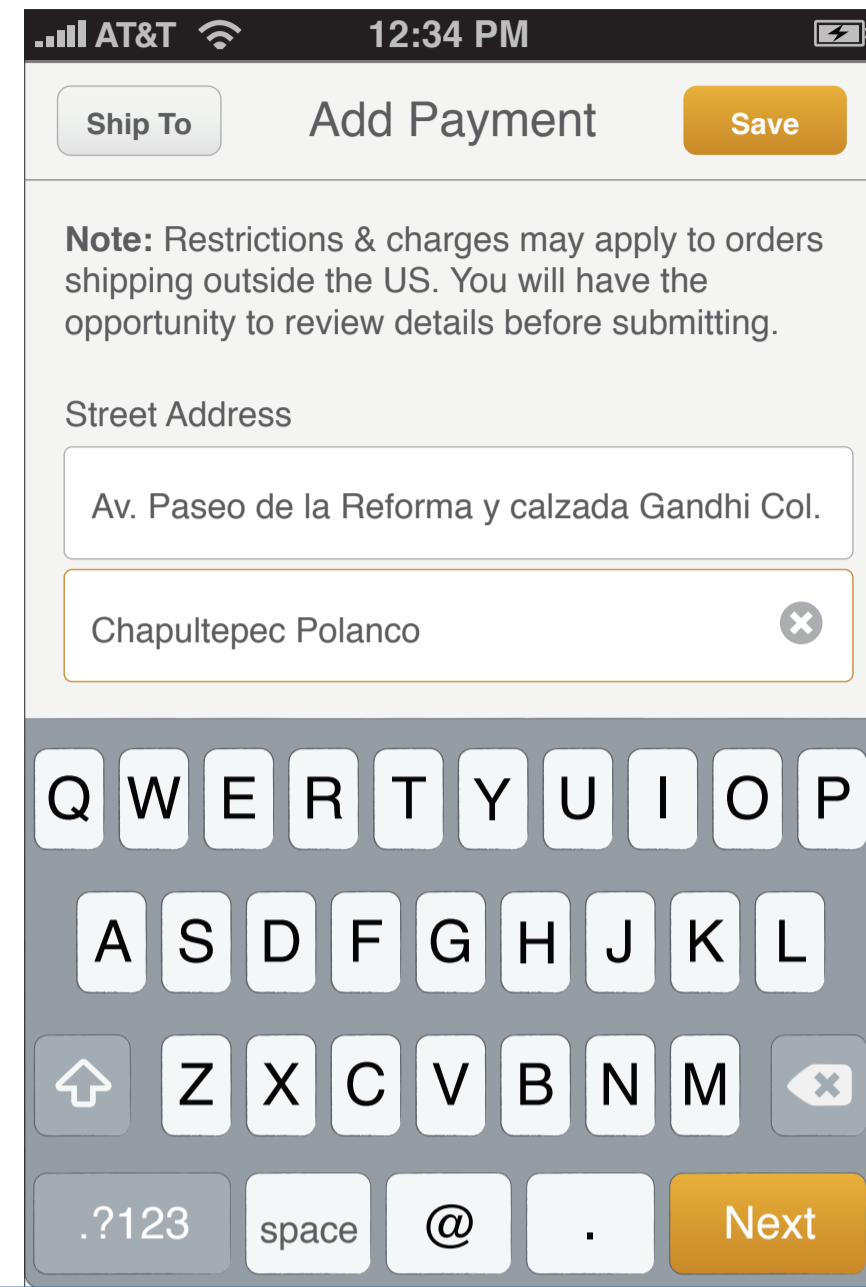 AT&T 12:34 PM
Ship To Add Payment Save
Note: Restrictions & charges may apply to orders
shipping outside the US. You will have the
opportunity to review details before submitting.
Street Address
Av. Paseo de la Reforma y calzada Gandhi Col.
Chapultepec Polanco
Q W E R T Y U I O P
A S D F G H J K L
Z X C V B N M
.?123 space @ . Next